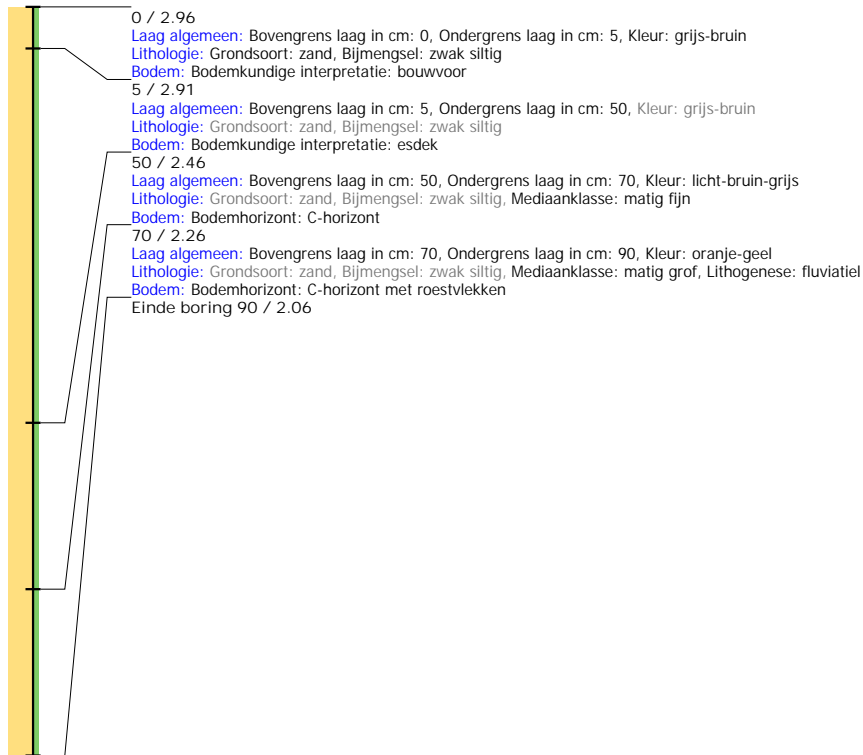 0 / 2.96
Laag algemeen: Bovengrens laag in cm: 0, Ondergrens laag in cm: 5, Kleur: grijs-bruin
Lithologie: Grondsoort: zand, Bijmengsel: zwak siltig
Bodem: Bodemkundige interpretatie: bouwvoor
5 / 2.91
Laag algemeen: Bovengrens laag in cm: 5, Ondergrens laag in cm: 50, Kleur: grijs-bruin
Lithologie: Grondsoort: zand, Bijmengsel: zwak siltig
Bodem: Bodemkundige interpretatie: esdek
50 / 2.46
Laag algemeen: Bovengrens laag in cm: 50, Ondergrens laag in cm: 70, Kleur: licht-bruin-grijs
Lithologie: Grondsoort: zand, Bijmengsel: zwak siltig, Mediaanklasse: matig fijn
Bodem: Bodemhorizont: C-horizont
70 / 2.26
Laag algemeen: Bovengrens laag in cm: 70, Ondergrens laag in cm: 90, Kleur: oranje-geel
Lithologie: Grondsoort: zand, Bijmengsel: zwak siltig, Mediaanklasse: matig grof, Lithogenese: fluviatiel
Bodem: Bodemhorizont: C-horizont met roestvlekken
Einde boring 90 / 2.06